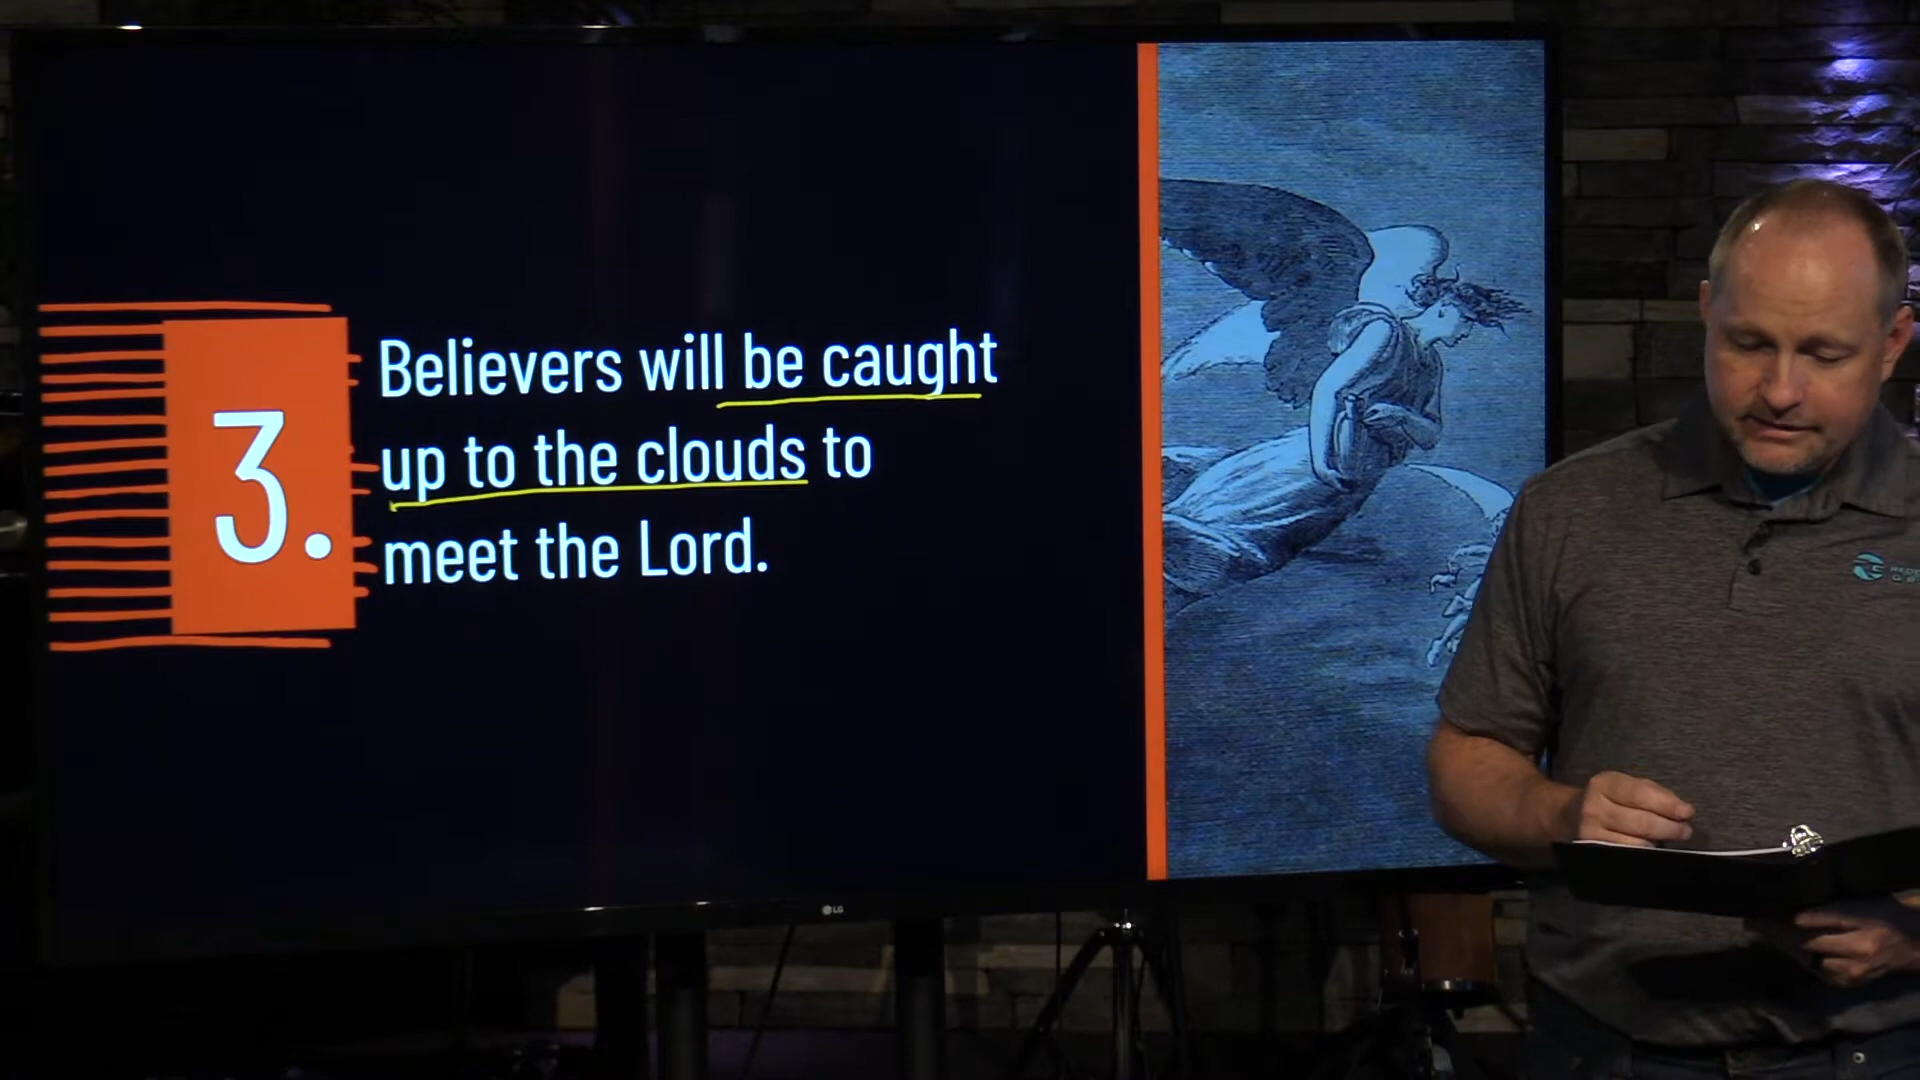 3.
Believers will be caught
up to the clouds to
meet the Lord.
LG